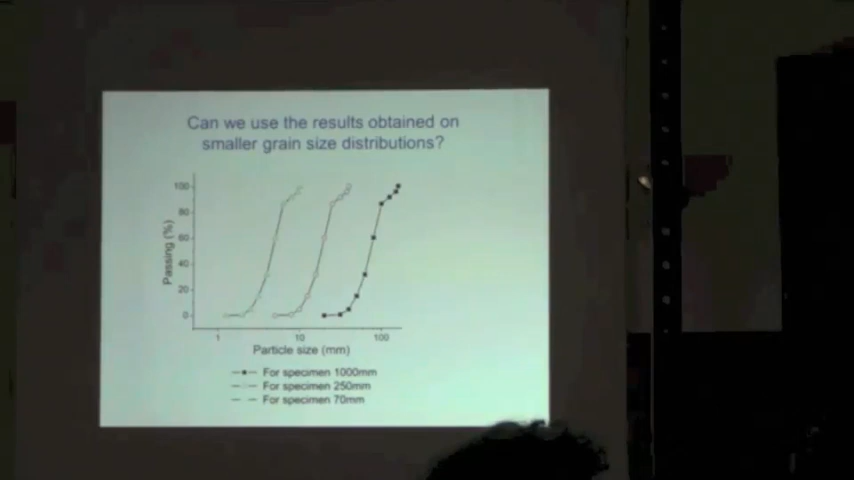 Can we use the results obtained on
smaller grain size distributions?
100
80
60
40
20
0
Passing (%)
1 10 100
Particle size (mm)
For specimen 1000mm
For specimen 250mm
For specimen 70mm